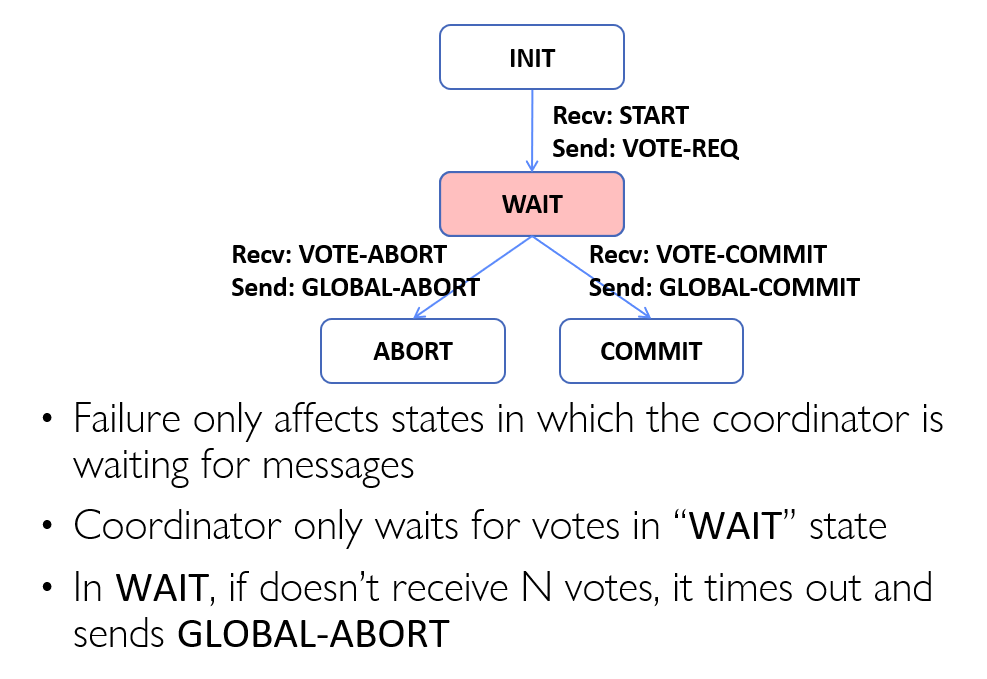 INIT
Recv: START
Send: VOTE-REQ
WAIT
Recv: VOTE-ABORT
Send: GLOBAL-ABORT
Recv: VOTE-COMMIT
Send: GLOBAL-COMMIT
ABORT
COMMIT
• Failure only affects states in which the coordinator is
waiting for messages
• Coordinator only waits for votes in “WAIT” state
• In WAIT, if doesn’t receive N votes, it times out and
sends GLOBAL-ABORT